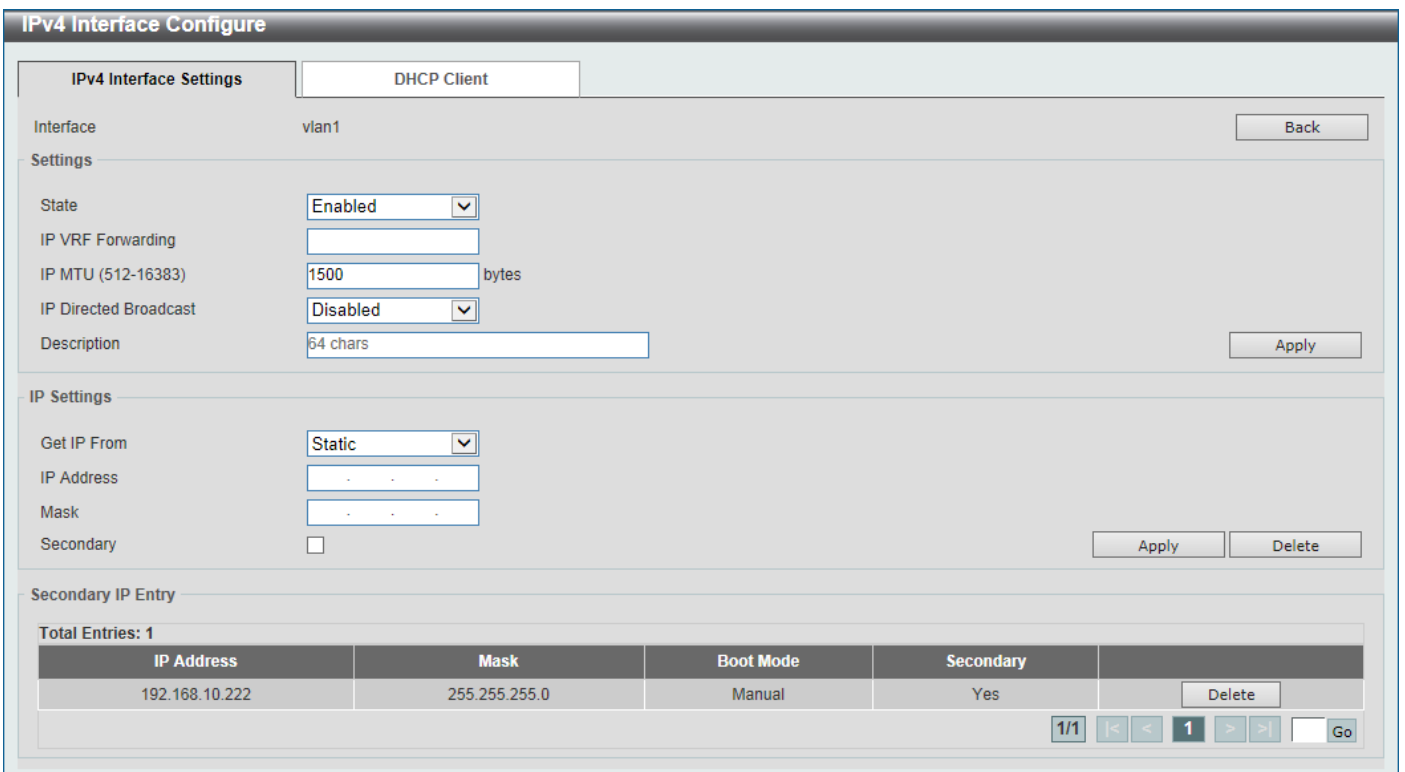 IPv4 Interface Configure
IPv4 Interface Settings DHCP Client
Interface vlan1 Back
Settings
State Enabled
IP VRF Forwarding
IP MTU (512-16383) 1500 bytes
IP Directed Broadcast Disabled
Description 64 chars Apply
IP Settings
Get IP From Static
IP Address . . .
Mask . . .
Secondary Apply Delete
Secondary IP Entry
Total Entries: 1
IP Address Mask Boot Mode Secondary
192.168.10.222 255.255.255.0 Manual Yes Delete
1/1 |< < 1 > >| Go